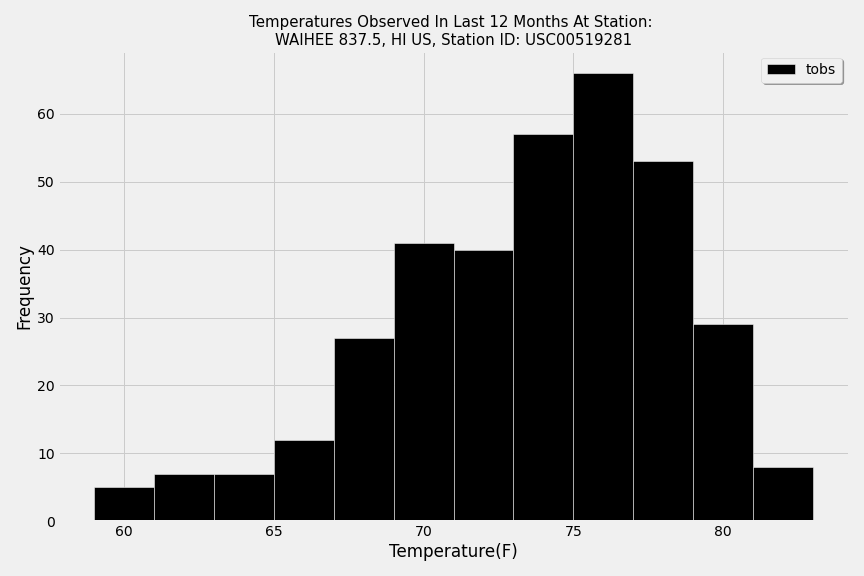 Temperatures Observed In Last 12 Months At Station:
WAIHEE 837.5, HI US, Station ID: USC00519281
tobs
Frequency
60
50
40
30
20
10
0
60 65 70 75 80
Temperature(F)